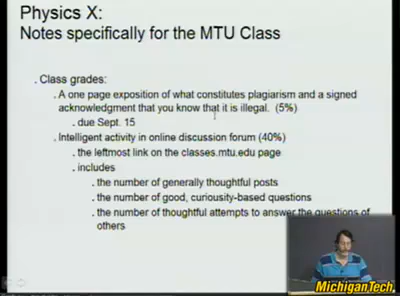 Physics X:
Notes specifically for the MTU Class
. Class grades:
. A one page exposition of what constitutes plagiarism and a signed
acknowledgment that you know that it is illegal. (5%)
. due Sept. 15
. Intelligent activity in online discussion forum (40%)
. the leftmost link on the classes.mtu.edu page
. includes
. the number of generally thoughtful posts
. the number of good, curiousity-based questions
. the number of thoughtful attempts to answer the questions of
others
MichiganTech